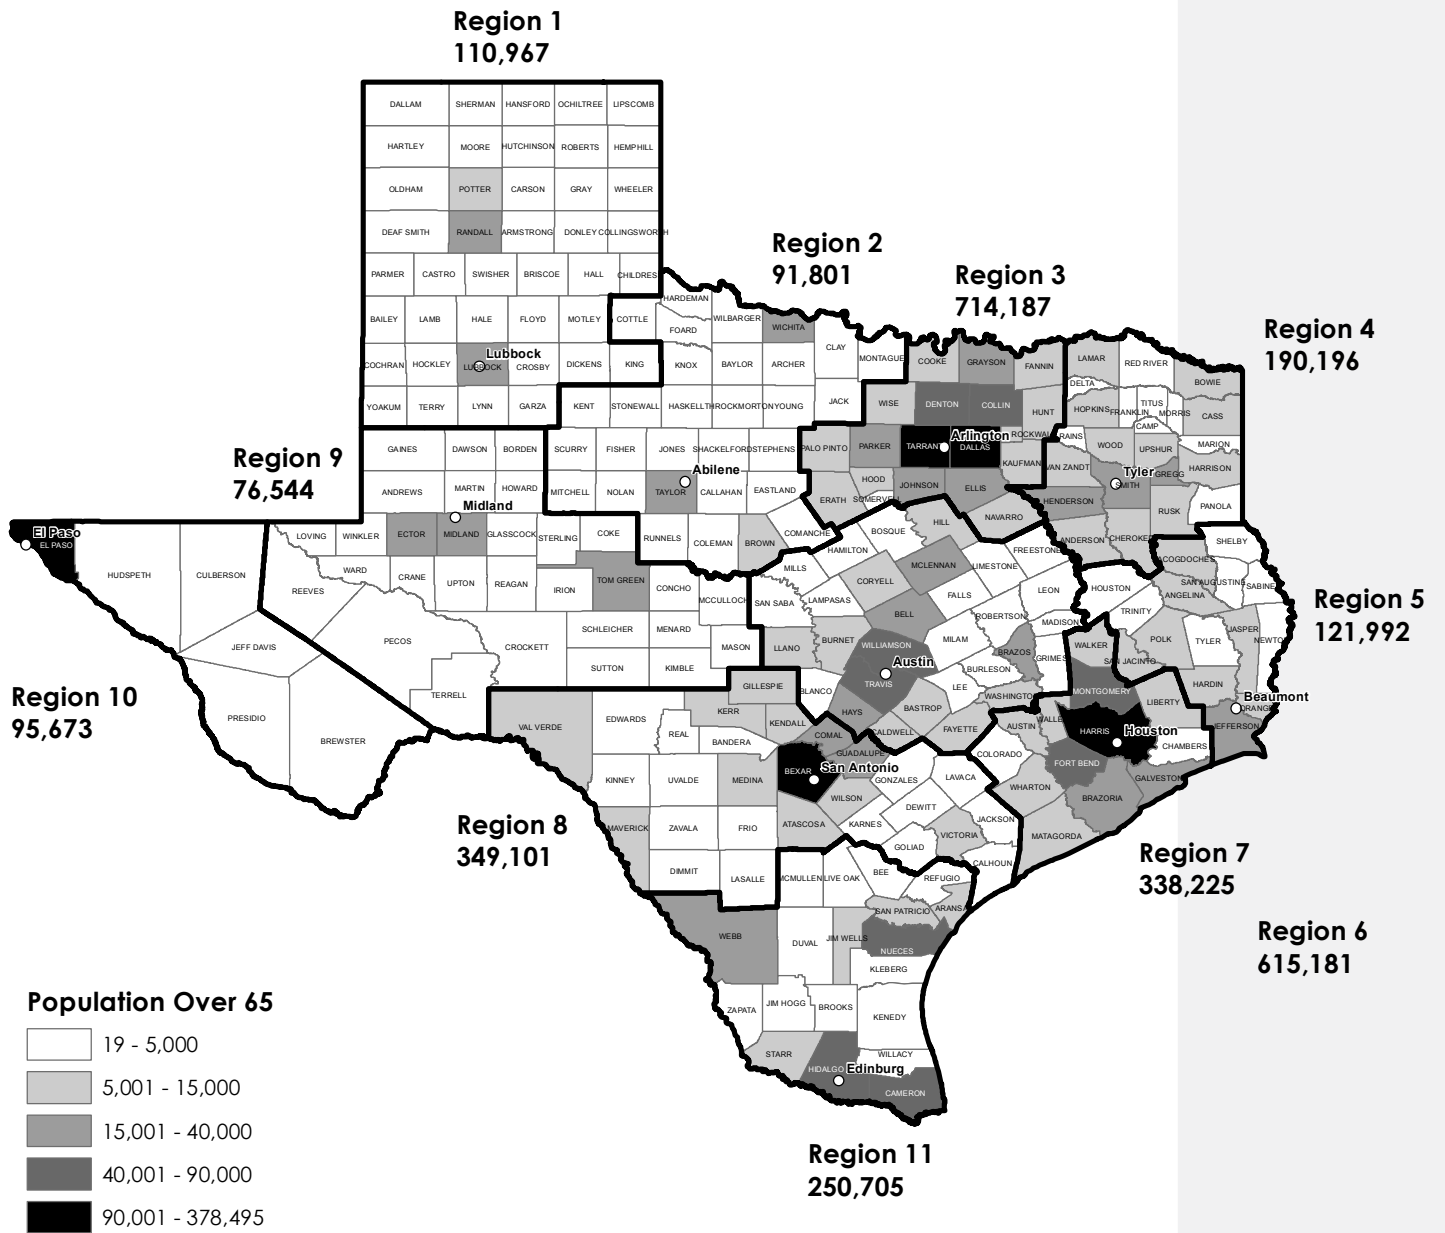 Region 1
110,967
DALLAM SHERMAN HANSFORD OCHILTREE LIPSCOMB
HARTLEY MOORE HUTCHINSON ROBERTS HEMPHILL
OLDHAM POTTER CARSON GRAY WHEELER
DEAF SMITH RANDALL ARMSTRONG DONLEY COLLINGSWORTH
PARMER CASTRO SWISHER BRISCOE HALL CHILDRES
BAILEY LAMB HALE FLOYD MOTLEY COTTLE
COCHRAN HOCKLEY LUBBOCK CROSBY DICKENS KING
Lubbock
YOAKUM TERRY LYNN GARZA KENT STONEWALL HASKELL THROCKMORTON YOUNG JACK
Region 2
91,801
HARDEMAN
FOARD WILBARGER WICHITA
KNOX BAYLOR ARCHER CLAY MONTAGUE
Region 3
714,187
COOKE GRAYSON FANNIN
WISE DENTON COLLIN HUNT
PALO PINTO PARKER TARRANT DALLAS ROCKWAL
Arlington
KAUFMAN
ERATH HOOD SOMERVELL JOHNSON ELLIS
NAVARRO
Region 4
190,196
LAMAR RED RIVER BOWIE
DELTA
HOPKINS FRANKLIN TITUS MORRIS CASS
CAMP
RAINS WOOD UPSHUR MARION
VAN ZANDT SMITH GREGG HARRISON
Tyler
HENDERSON RUSK PANOLA
ANDERSON CHEROKEE
Region 9
76,544
GAINES DAWSON BORDEN SCURRY FISHER JONES SHACKELFORD STEPHENS
ANDREWS MARTIN HOWARD MITCHELL NOLAN TAYLOR CALLAHAN EASTLAND
Abilene
Midland
LOVING WINKLER ECTOR MIDLAND GLASSCOCK STERLING COKE RUNNELS COLEMAN BROWN COMANCHE
WARD CRANE UPTON REAGAN IRION TOM GREEN CONCHO
REEVES MCCULLOCH
PECOS CROCKETT SCHLEICHER MENARD
MASON
SUTTON KIMBLE
TERRELL
El Paso
EL PASO
HUDSPETH CULBERSON
JEFF DAVIS
PRESIDIO BREWSTER
Region 10
95,673
BOSQUE HILL
HAMILTON FREESTONE
MILLS CORYELL MCLENNAN LIMESTONE
SAN SABA LAMPASAS BELL FALLS LEON
ROBERTSON
MADISON
LLANO BURNET WILLIAMSON MILAM BRAZOS GRIMES
Austin
TRAVIS BURLESON
BLANCO LEE WASHINGTON
HAYS BASTROP
CALDWELL FAYETTE
SHELBY
NACOGDOCHES
HOUSTON SAN AUGUSTINE SABINE
ANGELINA
TRINITY
POLK TYLER JASPER NEWTO
SAN JACINTO
HARDIN
Beaumont
ORANGE
JEFFERSON
Region 5
121,992
WALKER
MONTGOMERY
LIBERTY
AUSTIN WALLE HARRIS
Houston
COLORADO CHAMBERS
FORT BEND
WHARTON GALVESTON
BRAZORIA
MATAGORDA
Region 7
338,225
Region 6
615,181
GILLESPIE
VAL VERDE EDWARDS KERR KENDALL
REAL
BANDERA COMAL
GUADALUPE
KINNEY UVALDE MEDINA BEXAR
San Antonio
GONZALES LAVACA
WILSON DEWITT
MAVERICK ZAVALA FRIO ATASCOSA KARNES JACKSON
VICTORIA
GOLIAD
DIMMIT LASALLE CALHOUN
Region 8
349,101
MCMULLEN LIVE OAK BEE REFUGIO
SAN PATRICIO ARANSA
WEBB DUVAL JIM WELLS NUECES
KLEBERG
ZAPATA JIM HOGG BROOKS KENEDY
STARR HIDALGO WILLACY
Edinburg
CAMERON
Region 11
250,705
Population Over 65
19 - 5,000
5,001 - 15,000
15,001 - 40,000
40,001 - 90,000
90,001 - 378,495